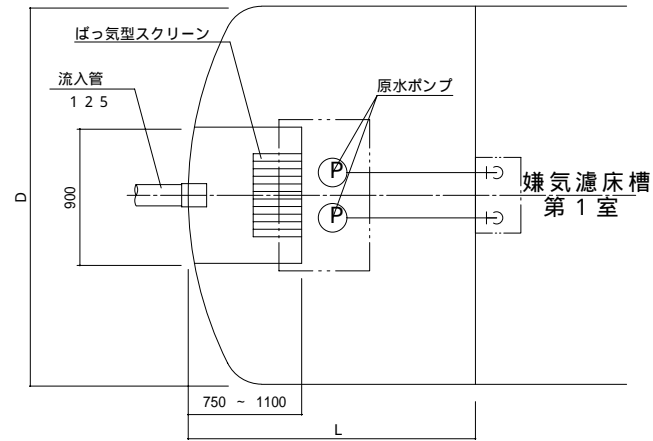 ばっ気型スクリーン
流入管
125
原水ポンプ
P
P
嫌気濾床槽
第1室
D
900
750 ~ 1100
L